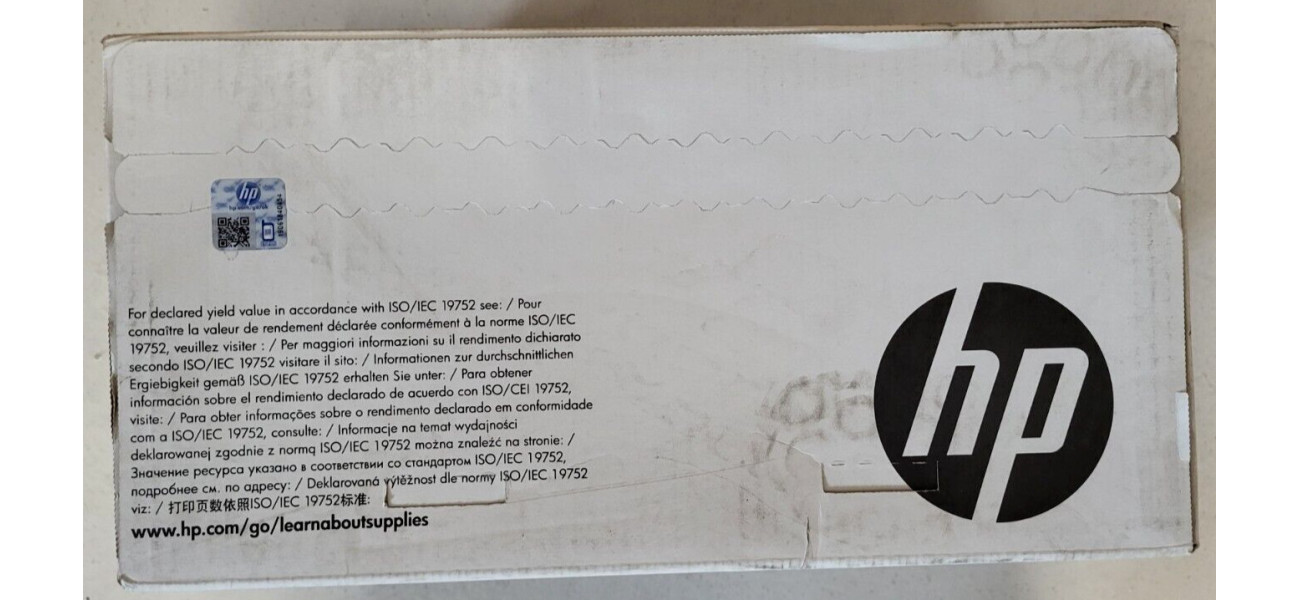 hp
For declared yield value in accordance with ISO/IEC 19752 see: / Pour
connaître la valeur de rendement déclarée conformément à la norme ISO/IEC
19752, veuillez visiter : / Per maggiori informazioni su il rendimento dichiarato
secondo ISO/IEC 19752 visitare il sito: / Informationen zur durchschnittlichen
Ergiebigkeit gemäß ISO/IEC 19752 erhalten Sie unter: / Para obtener
información sobre el rendimiento declarado de acuerdo con ISO/CEI 19752,
visite: / Para obter informações sobre o rendimento declarado em conformidade
com a ISO/IEC 19752, consulte: / Informacje na temat wydajności
deklarowanej zgodnie z normą ISO/IEC 19752 można znaleźć na stronie: /
Значение ресурса указано в соответствии со стандартом ISO/IEC 19752,
подробнее см. по адресу: / Deklarovaná výtěžnost dle normy ISO/IEC 19752
viz: / 打印页数依照ISO/IEC 19752标准:
www.hp.com/go/learnaboutsupplies
hp